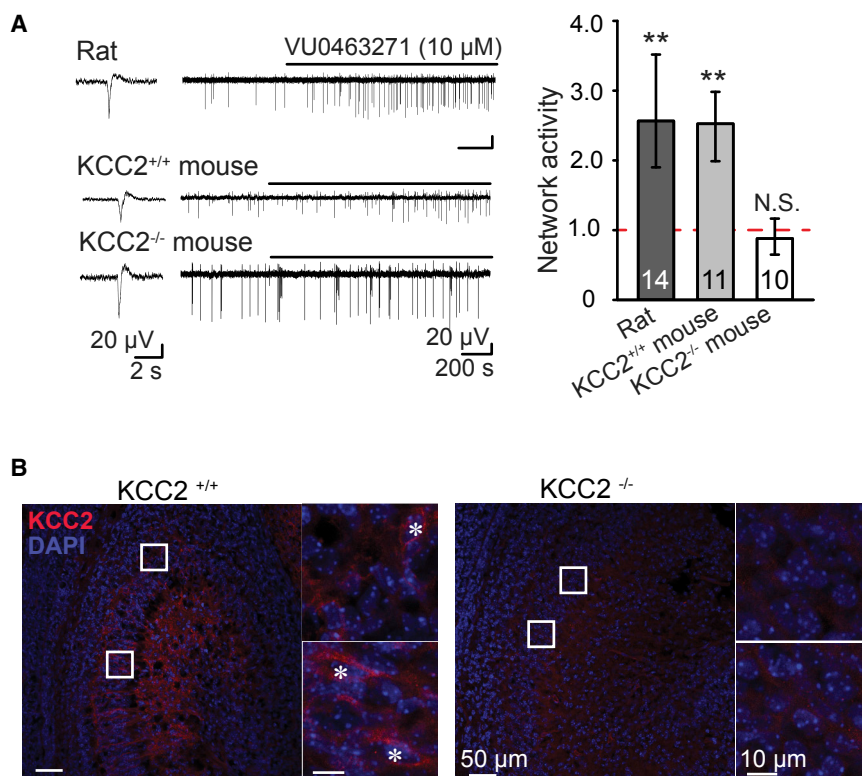 A
Rat
VU0463271 (10 µM)
KCC2+/+ mouse
KCC2-/- mouse
20 µV
2 s
20 µV
200 s
Network activity
4.0
3.0
2.0
1.0
0
**
**
N.S.
14
11
10
Rat
KCC2+/+ mouse
KCC2-/- mouse
B
KCC2 +/+
KCC2 -/-
KCC2
DAPI
*
*
*
50 µm
10 µm